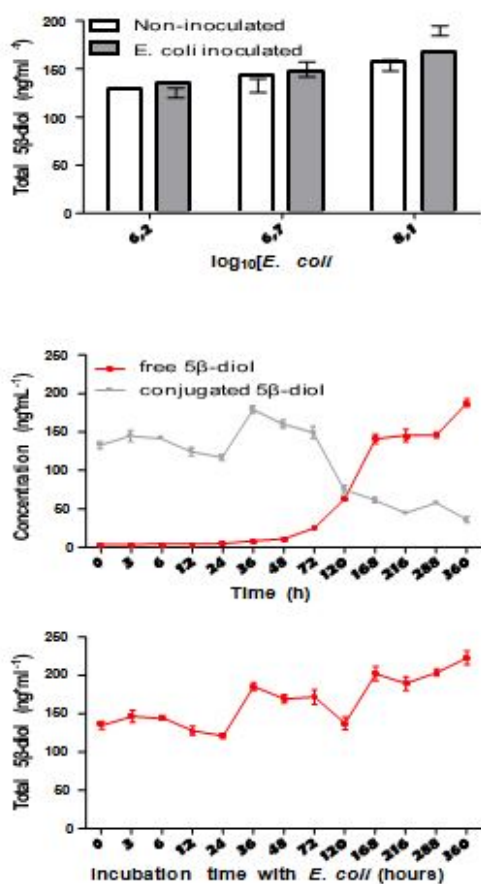 200
Non-inoculated
E. coli inoculated
150
100
50
0
Total 5β-diol (ng*ml⁻¹)
6,2 6,7 8,1
log₁₀[E. coli
free 5β-diol
conjugated 5β-diol
250
200
150
100
50
0
Concentration (ng*mL⁻¹)
0 3 6 12 24 36 48 72 120 168 216 288 360
Time (h)
250
200
150
100
50
0
Total 5β-diol (ng*ml⁻¹)
0 3 6 12 24 36 48 72 120 168 216 288 360
Incubation time with E. coli (hours)